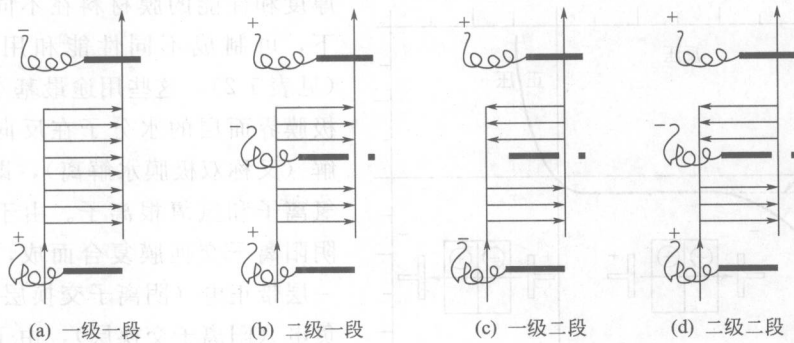 − + + +
+ −
+ + − +
(a) 一级一段 (b) 二级一段 (c) 一级二段 (d) 二级二段